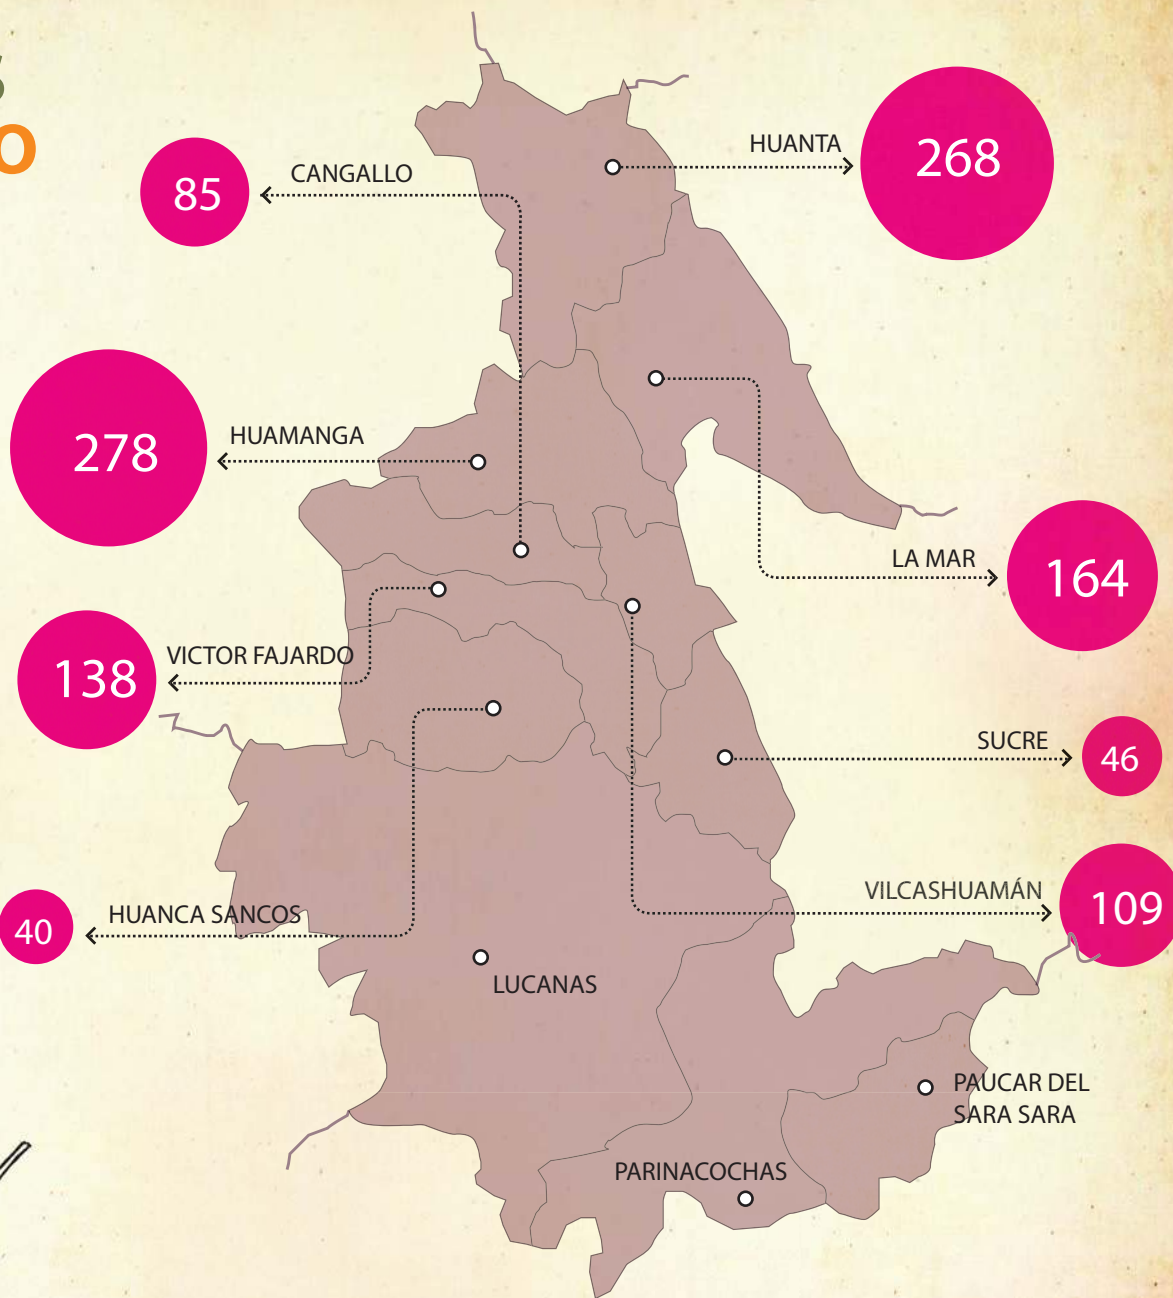 HUANTA
268
CANGALLO
85
HUAMANGA
278
LA MAR
164
VICTOR FAJARDO
138
SUCRE
46
VILCASHUAMÁN
109
HUANCA SANCOS
40
LUCANAS
PAUCAR DEL
SARA SARA
PARINACOCHAS